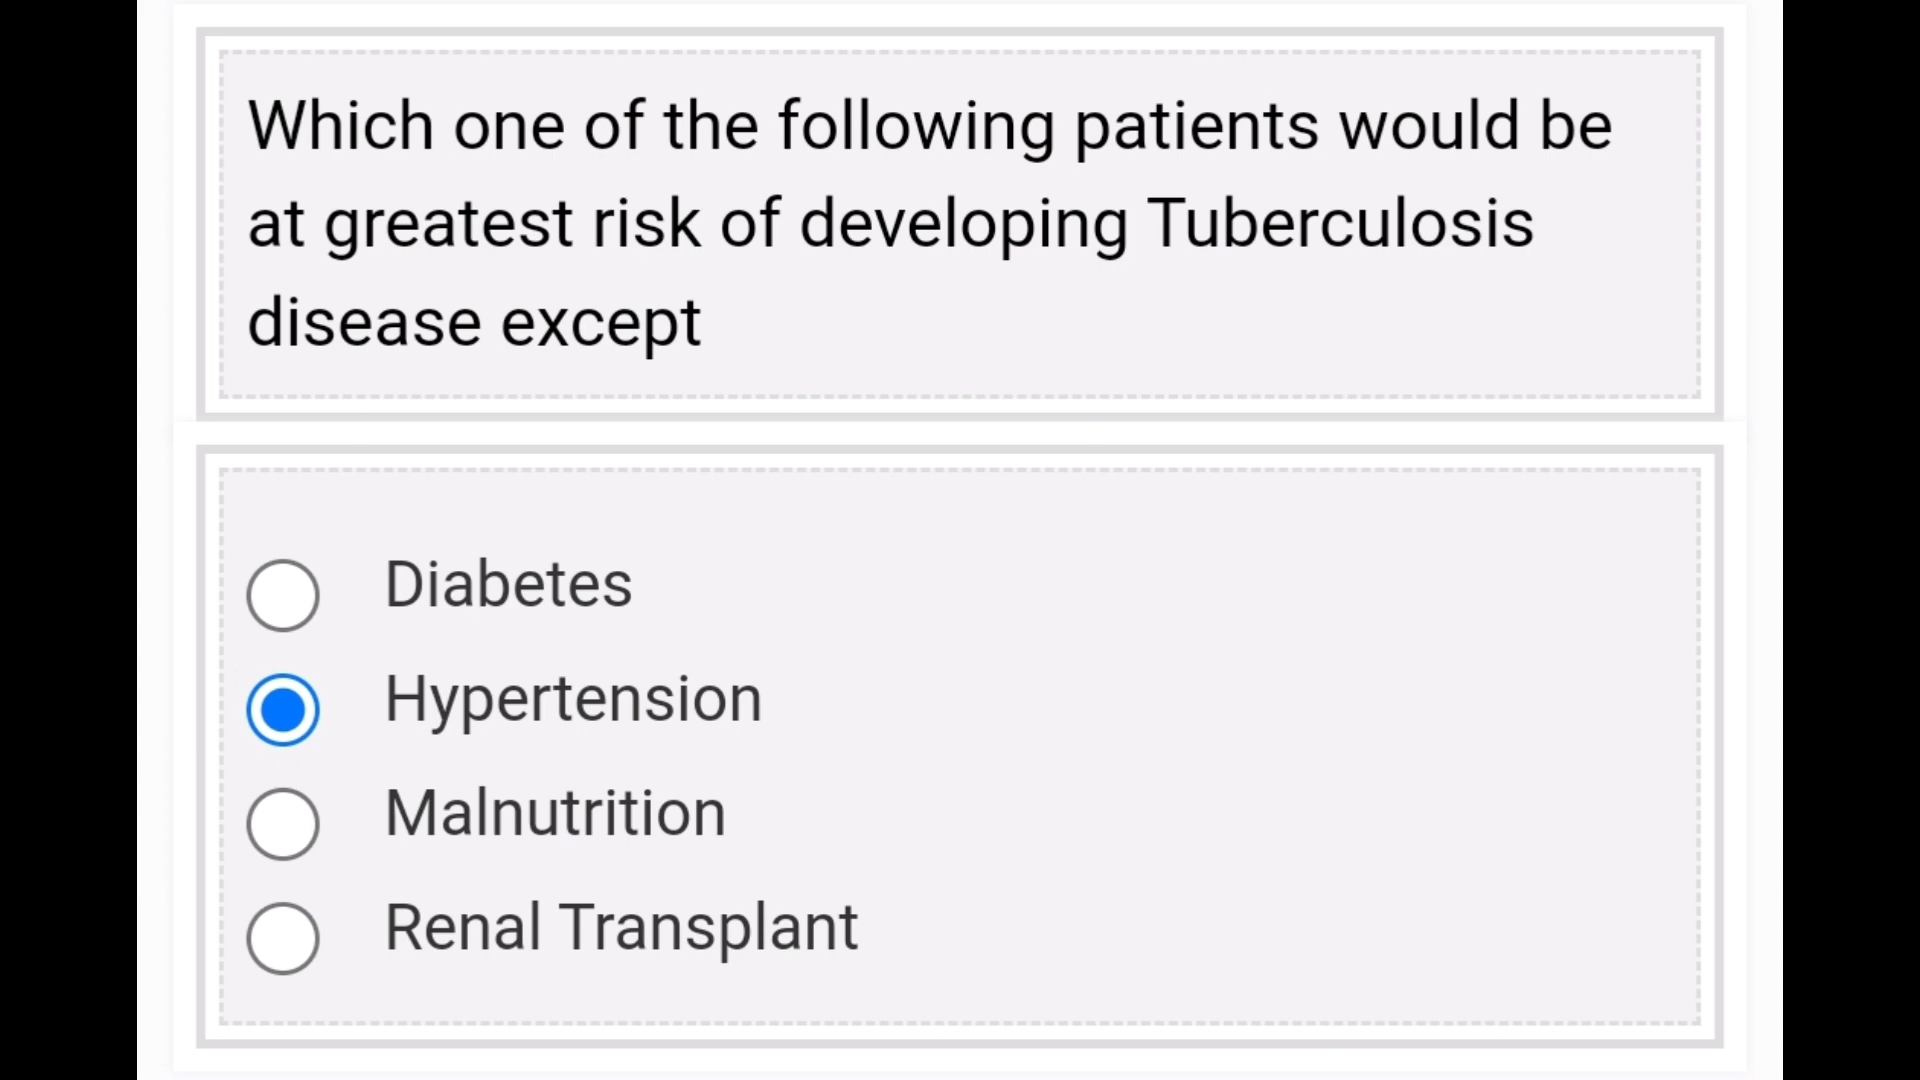 Which one of the following patients would be
at greatest risk of developing Tuberculosis
disease except
Diabetes
Hypertension
Malnutrition
Renal Transplant